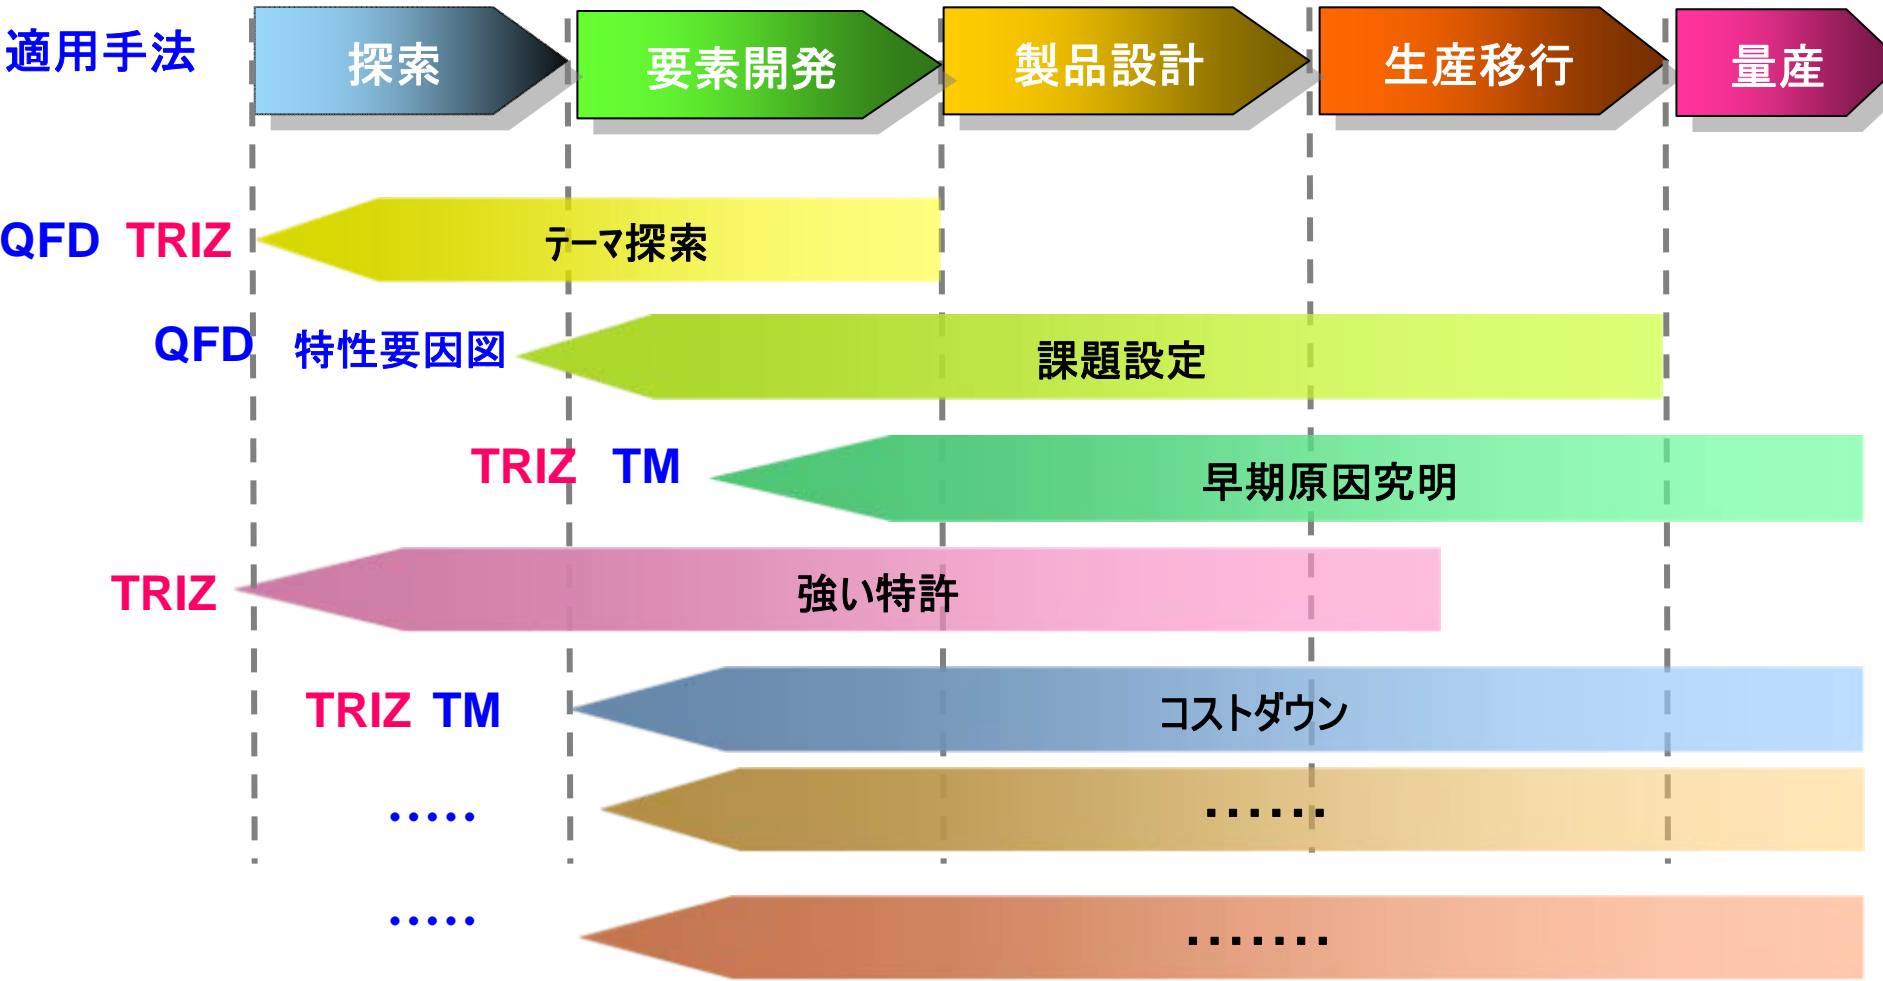 適用手法 探索 要素開発 製品設計 生産移行 量産
QFD TRIZ ﾃｰﾏ探索
QFD 特性要因図 課題設定
TRIZ TM 早期原因究明
TRIZ 強い特許
TRIZ TM コストダウン
····· ······
····· ·······